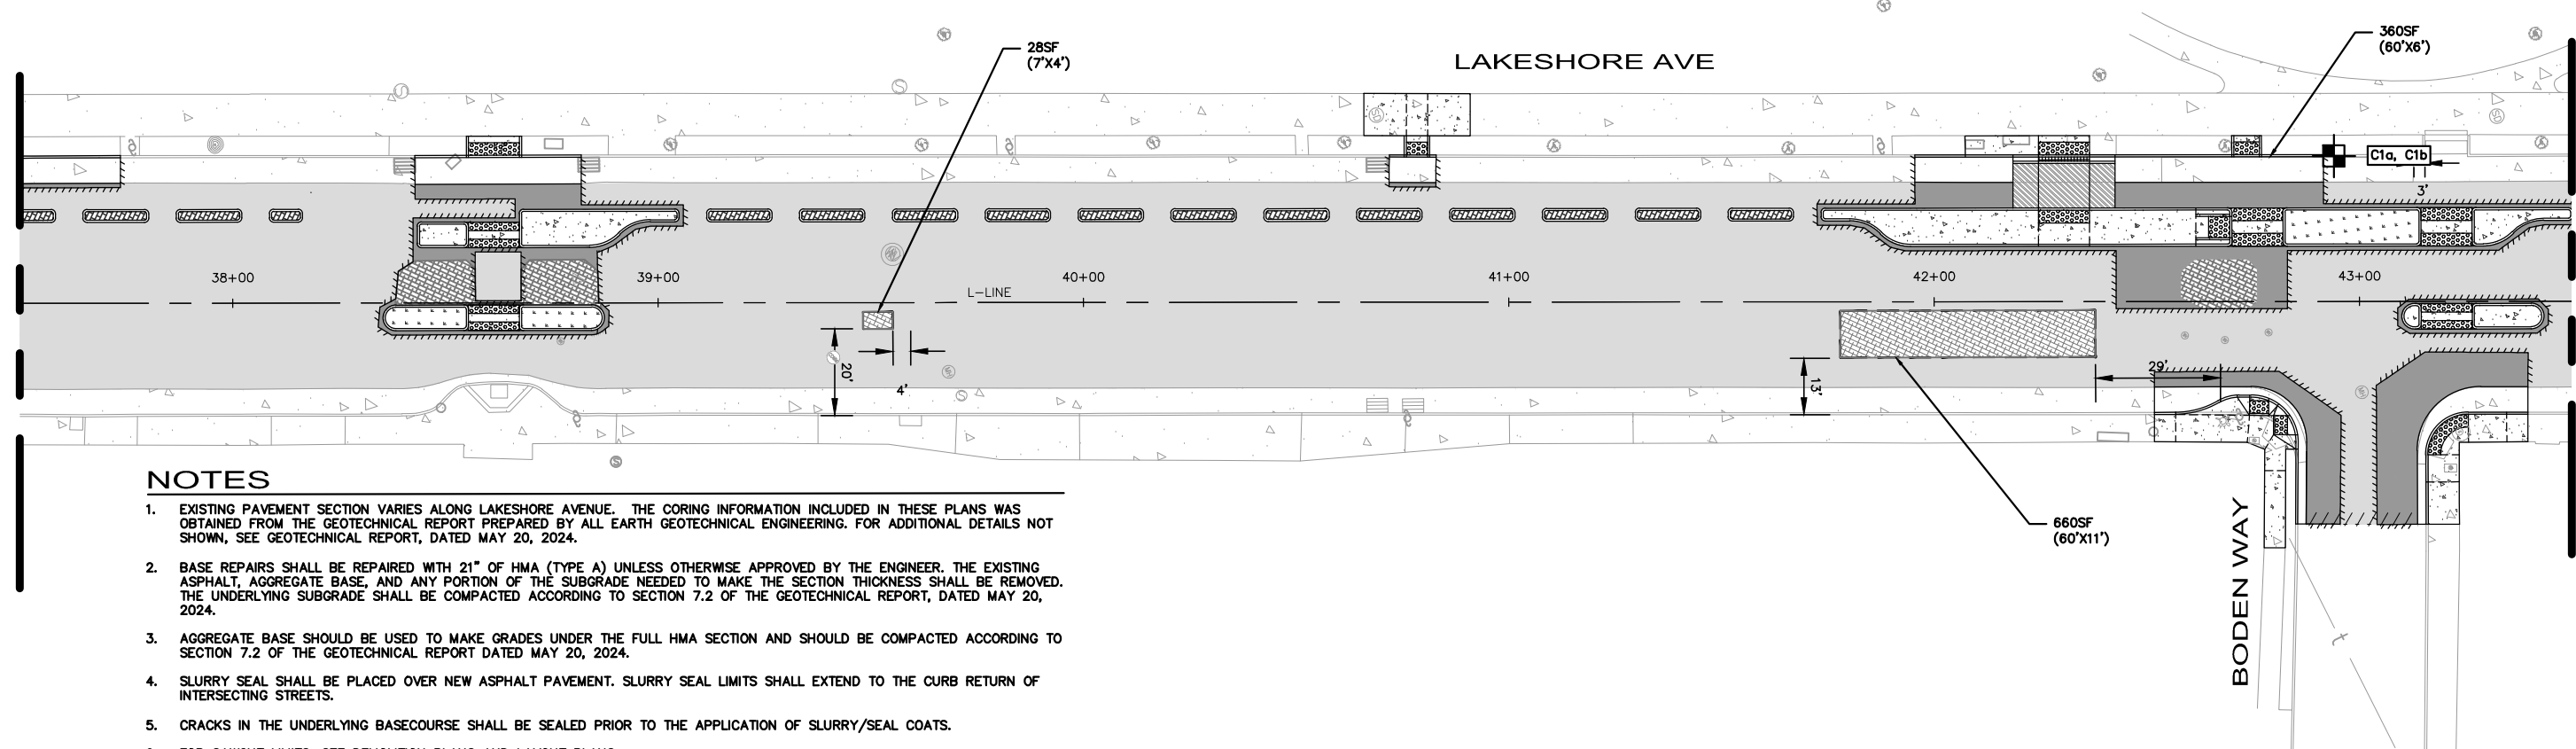 28SF
(7'X4')
LAKESHORE AVE
360SF
(60'X6')
C1a, C1b
3'
38+00
39+00
40+00
41+00
42+00
43+00
L-LINE
20'
4'
13'
29'
660SF
(60'X11')
BODEN WAY
NOTES
1. EXISTING PAVEMENT SECTION VARIES ALONG LAKESHORE AVENUE. THE CORING INFORMATION INCLUDED IN THESE PLANS WAS
OBTAINED FROM THE GEOTECHNICAL REPORT PREPARED BY ALL EARTH GEOTECHNICAL ENGINEERING. FOR ADDITIONAL DETAILS NOT
SHOWN, SEE GEOTECHNICAL REPORT, DATED MAY 20, 2024.
2. BASE REPAIRS SHALL BE REPAIRED WITH 21" OF HMA (TYPE A) UNLESS OTHERWISE APPROVED BY THE ENGINEER. THE EXISTING
ASPHALT, AGGREGATE BASE, AND ANY PORTION OF THE SUBGRADE NEEDED TO MAKE THE SECTION THICKNESS SHALL BE REMOVED.
THE UNDERLYING SUBGRADE SHALL BE COMPACTED ACCORDING TO SECTION 7.2 OF THE GEOTECHNICAL REPORT, DATED MAY 20,
2024.
3. AGGREGATE BASE SHOULD BE USED TO MAKE GRADES UNDER THE FULL HMA SECTION AND SHOULD BE COMPACTED ACCORDING TO
SECTION 7.2 OF THE GEOTECHNICAL REPORT DATED MAY 20, 2024.
4. SLURRY SEAL SHALL BE PLACED OVER NEW ASPHALT PAVEMENT. SLURRY SEAL LIMITS SHALL EXTEND TO THE CURB RETURN OF
INTERSECTING STREETS.
5. CRACKS IN THE UNDERLYING BASECOURSE SHALL BE SEALED PRIOR TO THE APPLICATION OF SLURRY/SEAL COATS.